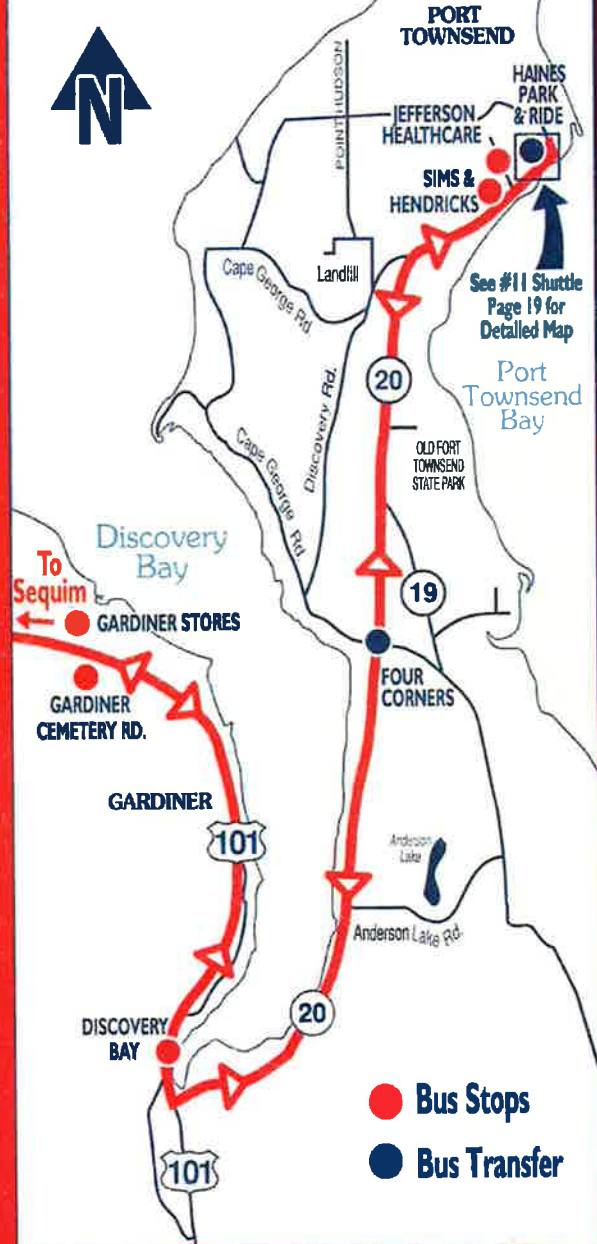 N
PORT
TOWNSEND
POINT HUDSON
HAINES
PARK
& RIDE
JEFFERSON
HEALTHCARE
SIMS &
HENDRICKS
See #11 Shuttle
Page 19 for
Detailed Map
Cape George Rd.
Landfill
Discovery Rd.
20
Port
Townsend
Bay
OLD FORT
TOWNSEND
STATE PARK
Cape George Rd.
Discovery
Bay
To
Sequim
GARDINER STORES
19
GARDINER
CEMETERY RD.
FOUR
CORNERS
GARDINER
101
Anderson
Lake
Anderson Lake Rd.
20
DISCOVERY
BAY
101
Bus Stops
Bus Transfer